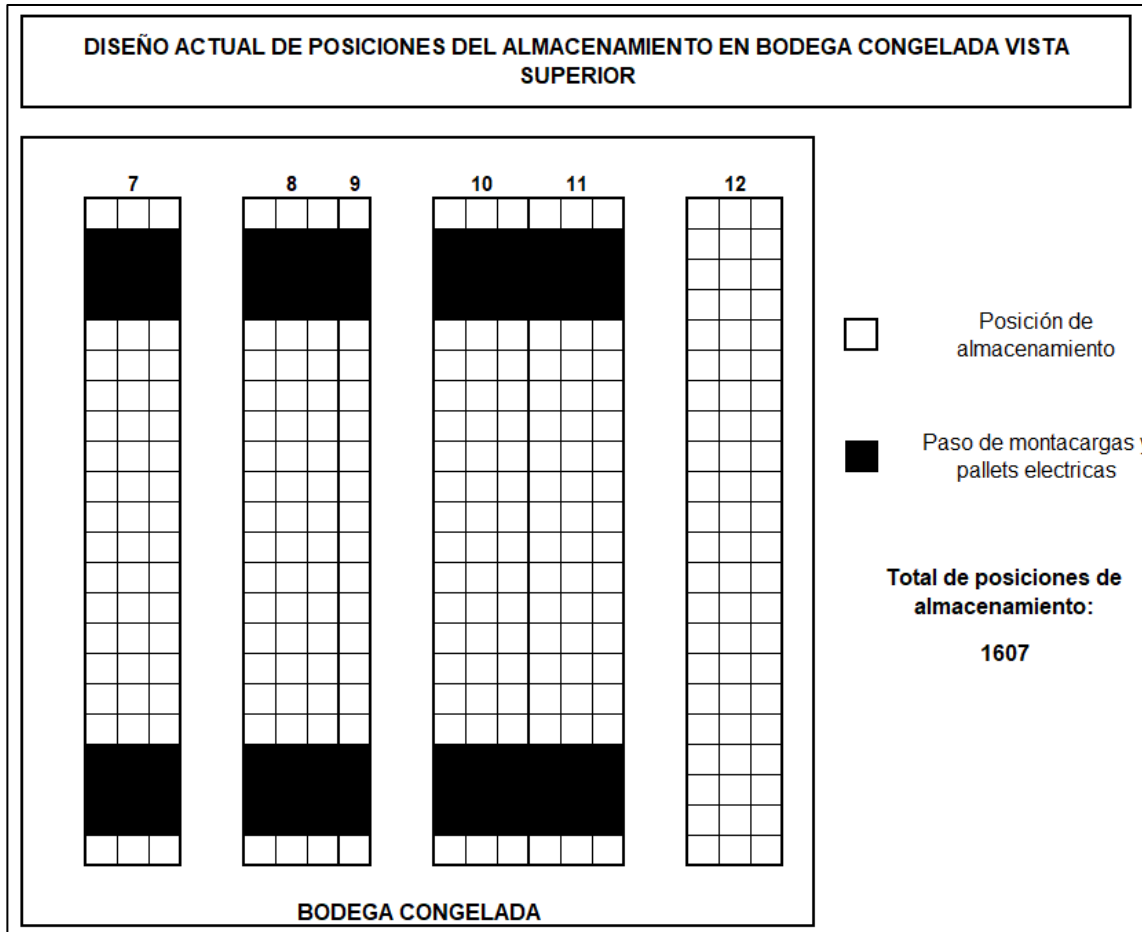 DISEÑO ACTUAL DE POSICIONES DEL ALMACENAMIENTO EN BODEGA CONGELADA VISTA
SUPERIOR
7 8 9 10 11 12
Posición de
almacenamiento
Paso de montacargas y
pallets electricas
Total de posiciones de
almacenamiento:
1607
BODEGA CONGELADA